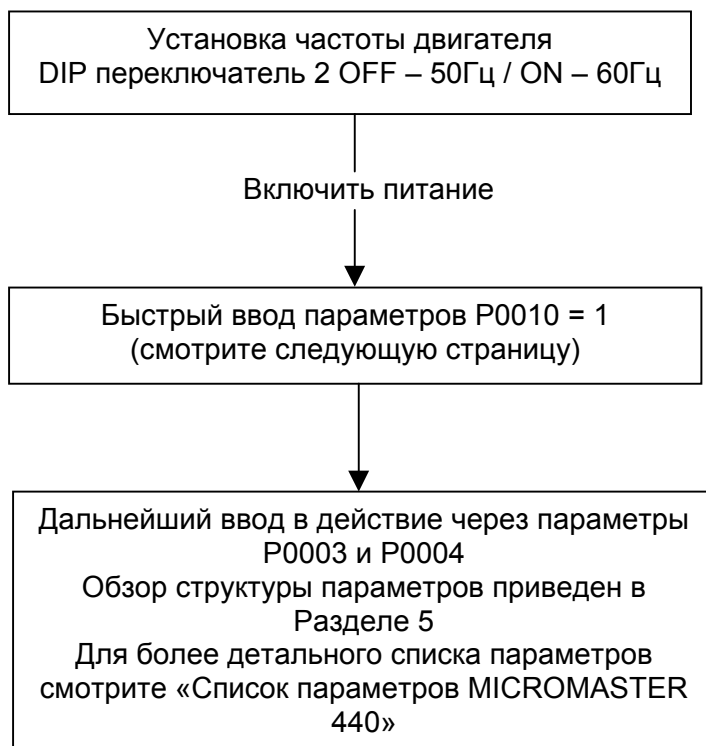 Установка частоты двигателя
DIP переключатель 2 OFF – 50Гц / ON – 60Гц
Включить питание
Быстрый ввод параметров P0010 = 1
(смотрите следующую страницу)
Дальнейший ввод в действие через параметры
P0003 и P0004
Обзор структуры параметров приведен в
Разделе 5
Для более детального списка параметров
смотрите «Список параметров MICROMASTER
440»